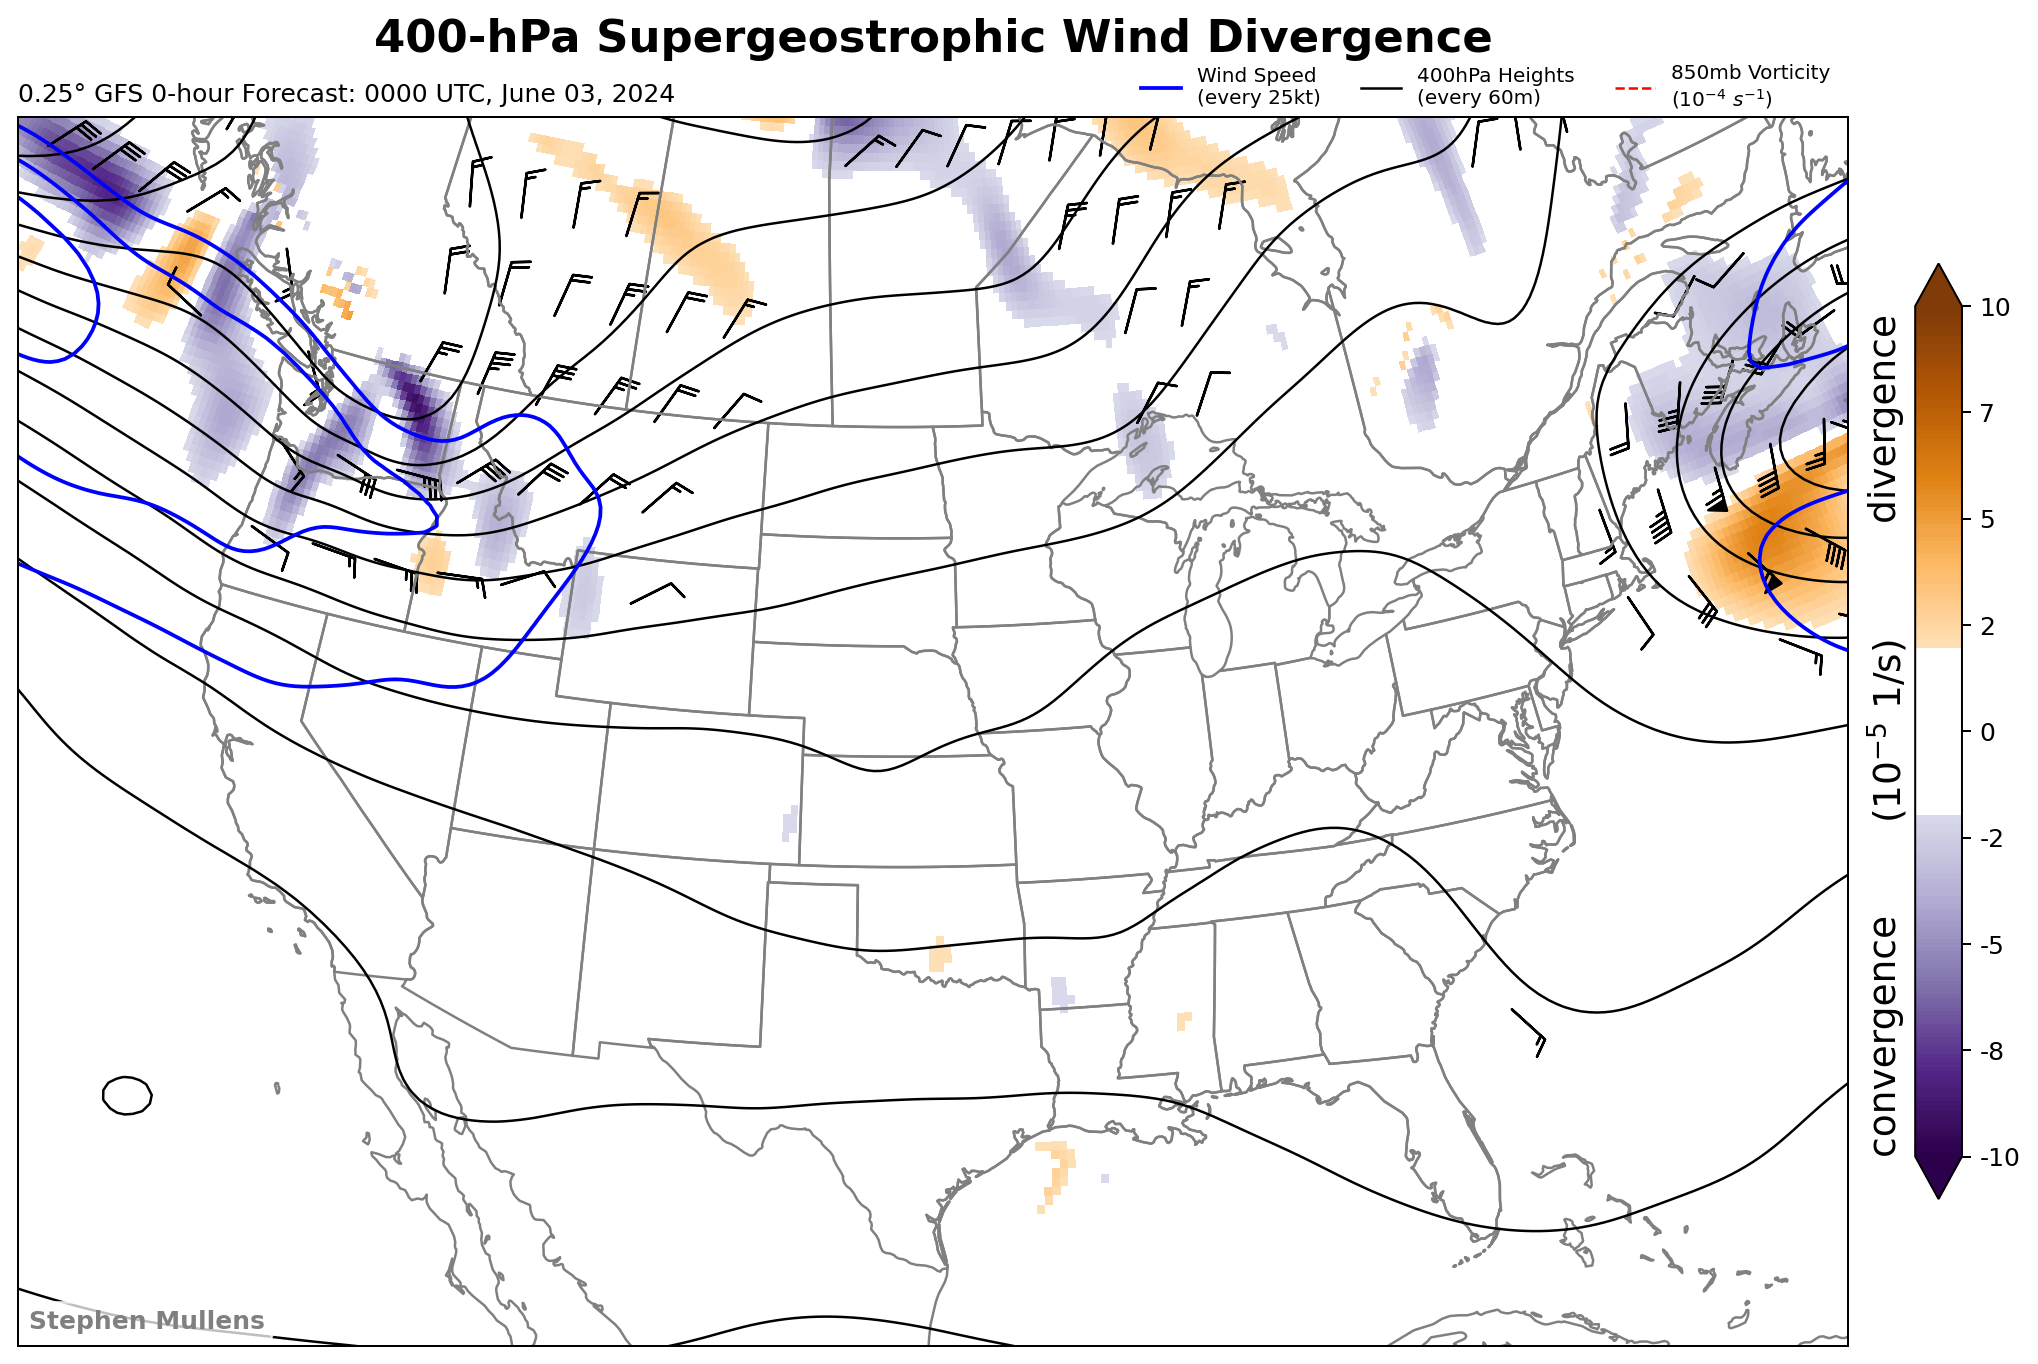 400-hPa Supergeostrophic Wind Divergence
0.25° GFS 0-hour Forecast: 0000 UTC, June 03, 2024
Wind Speed
(every 25kt)
400hPa Heights
(every 60m)
850mb Vorticity
(10⁻⁴ s⁻¹)
10
7
5
2
0
-2
-5
-8
-10
convergence (10⁻⁵ 1/s) divergence
Stephen Mullens